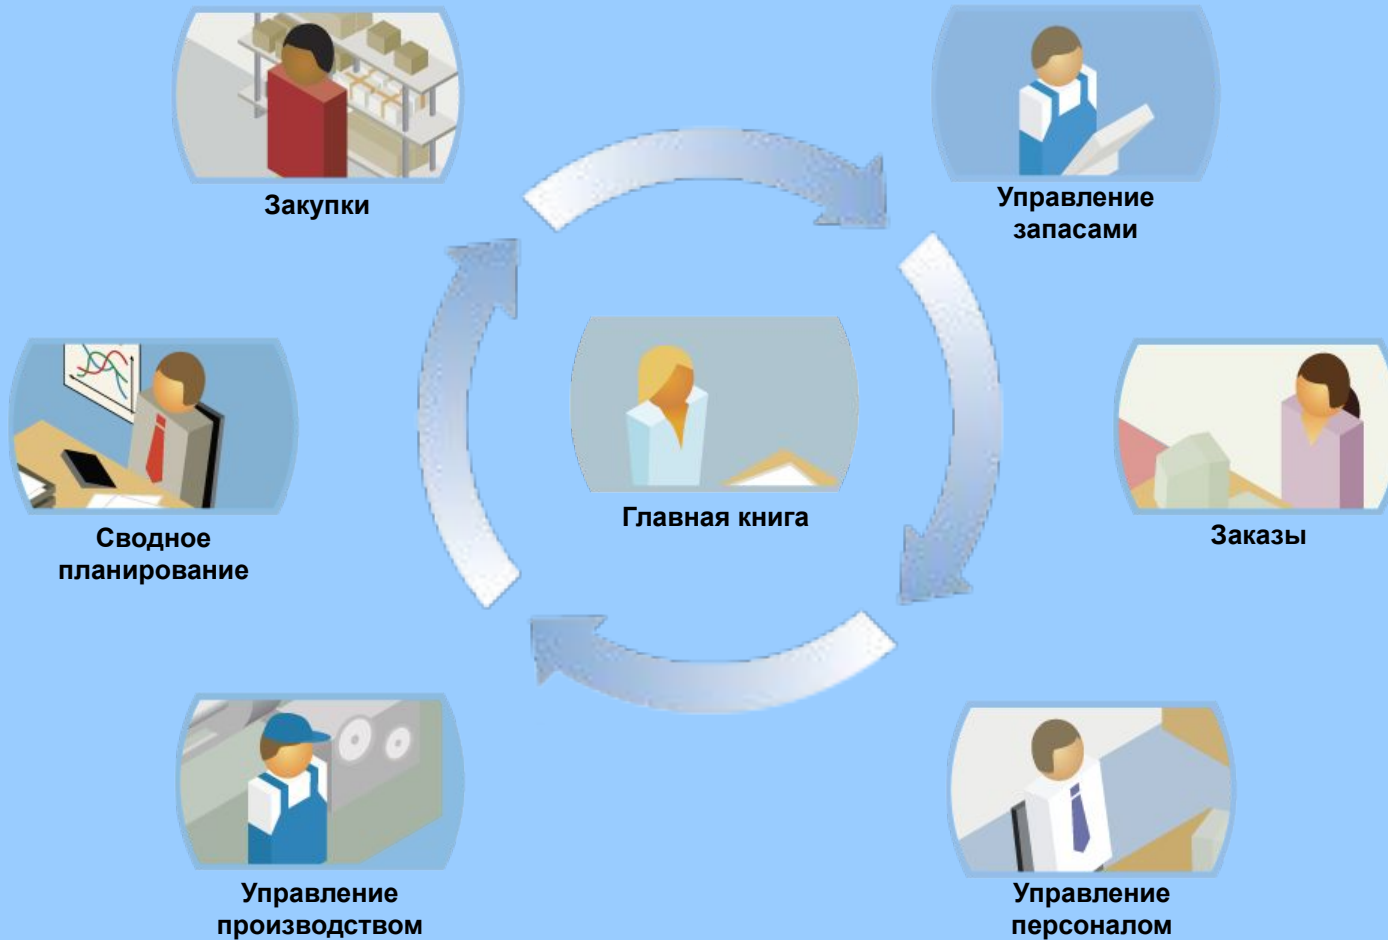 Закупки
Управление
запасами
Главная книга
Сводное
планирование
Заказы
Управление
производством
Управление
персоналом